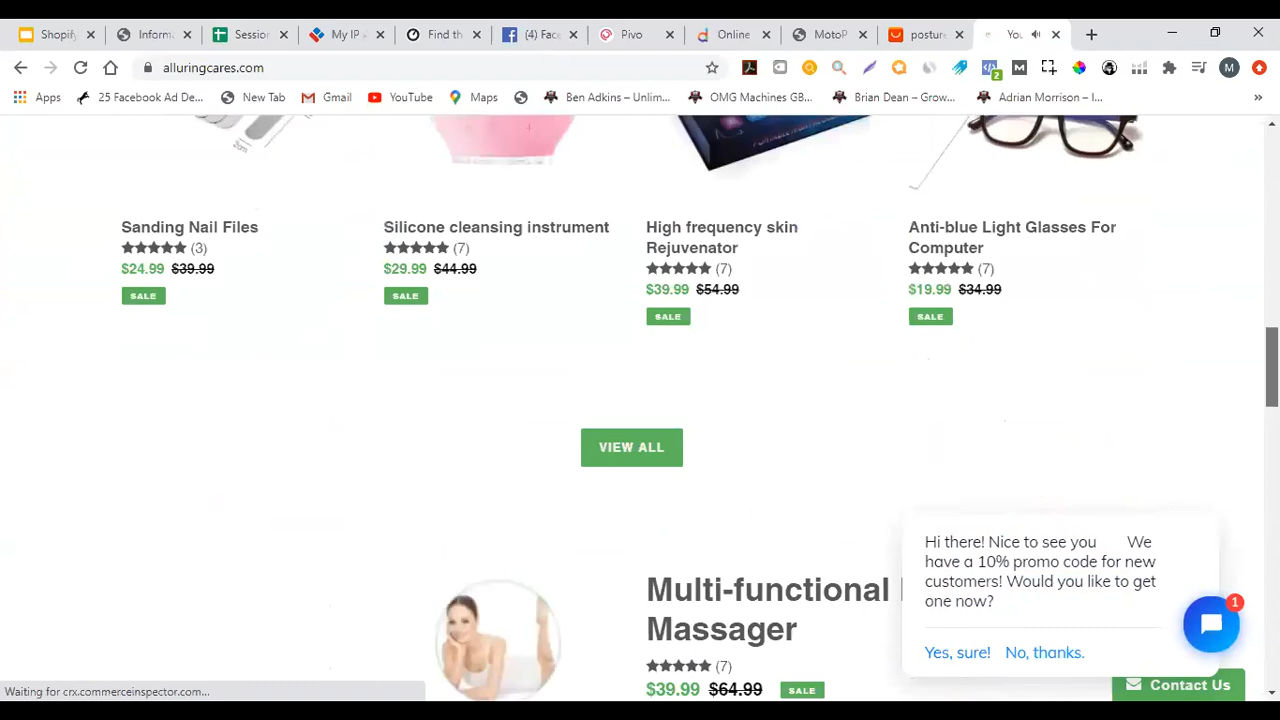 Shopify
Inform
Session
My IP
Find th
(4) Face
Pivo
Online
MotoP
posture
You
alluringcares.com
2
M
Apps
25 Facebook Ad De...
New Tab
Gmail
YouTube
Maps
Ben Adkins – Unlim...
OMG Machines GB...
Brian Dean – Grow...
Adrian Morrison – I...
»
Sanding Nail Files
(3)
$24.99 $39.99
SALE
Silicone cleansing instrument
(7)
$29.99 $44.99
SALE
High frequency skin
Rejuvenator
(7)
$39.99 $54.99
SALE
Anti-blue Light Glasses For
Computer
(7)
$19.99 $34.99
SALE
VIEW ALL
Multi-functional
Massager
(7)
$39.99 $64.99 SALE
Hi there! Nice to see you We
have a 10% promo code for new
customers! Would you like to get
one now?
Yes, sure! No, thanks.
1
Contact Us
Waiting for crx.commerceinspector.com...